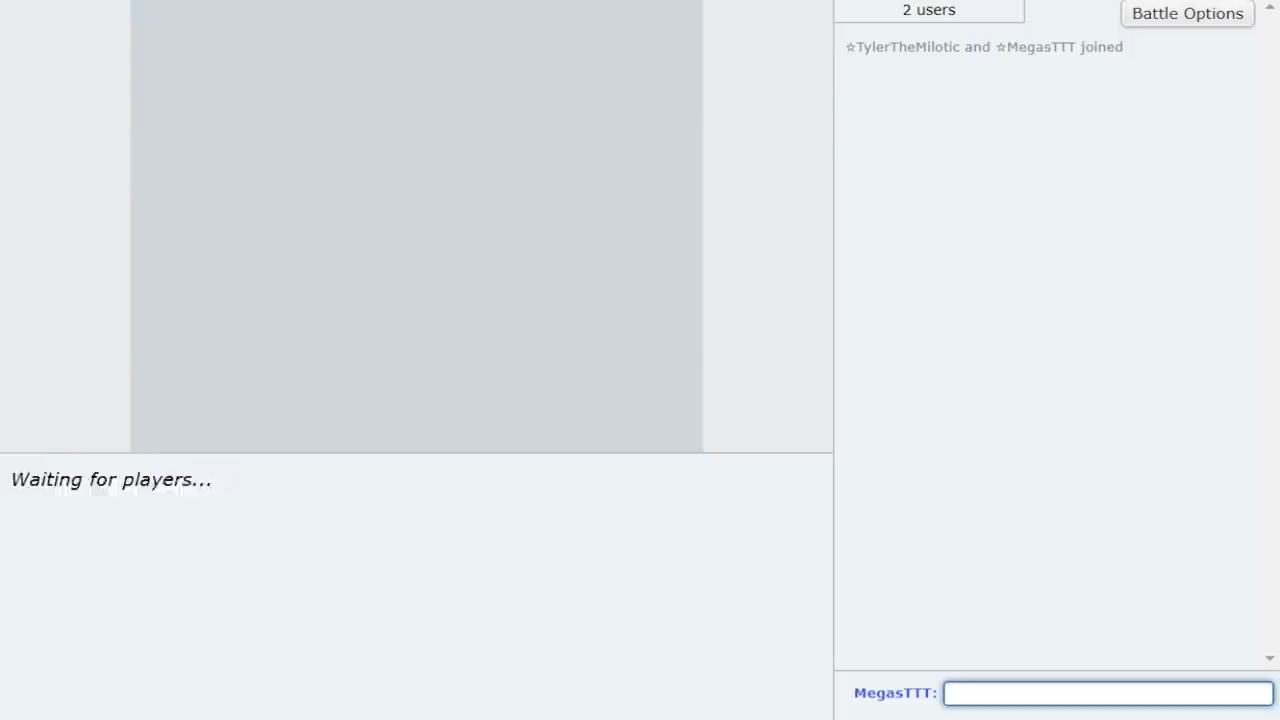 2 users
Battle Options
☆TylerTheMilotic and ☆MegasTTT joined
Waiting for players...
MegasTTT: